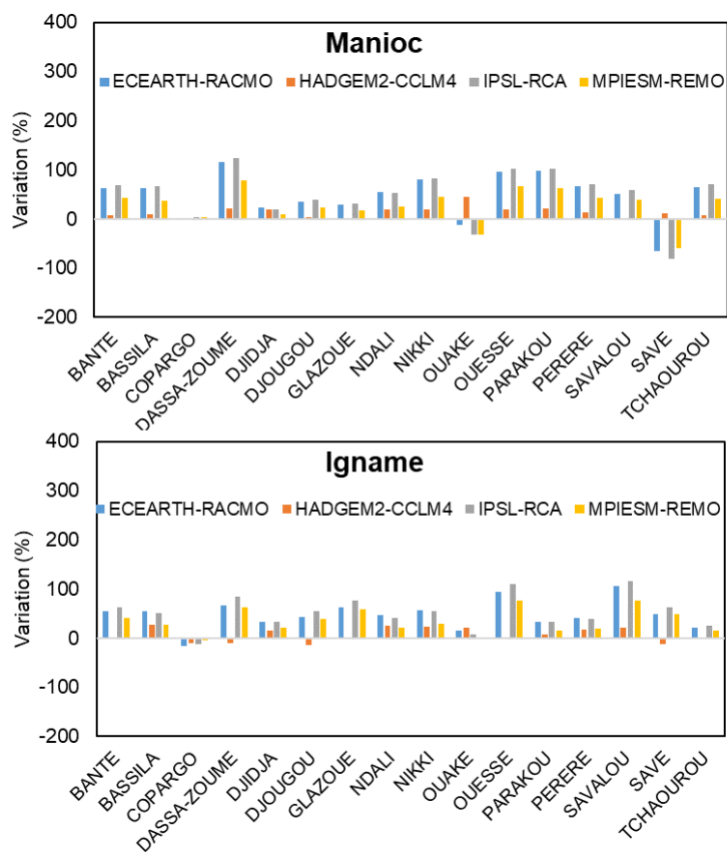 Manioc
ECEARTH-RACMO HADGEM2-CCLM4 IPSL-RCA MPIESM-REMO
Variation (%)
400
300
200
100
0
-100
-200
BANTE BASSILA COPARGO DASSA-ZOUME DJIDJA DJOUGOU GLAZOUE NDALI NIKKI OUAKE OUESSE PARAKOU PERERE SAVALOU SAVE TCHAOUROU
Igname
ECEARTH-RACMO HADGEM2-CCLM4 IPSL-RCA MPIESM-REMO
Variation (%)
400
300
200
100
0
-100
-200
BANTE BASSILA COPARGO DASSA-ZOUME DJIDJA DJOUGOU GLAZOUE NDALI NIKKI OUAKE OUESSE PARAKOU PERERE SAVALOU SAVE TCHAOUROU